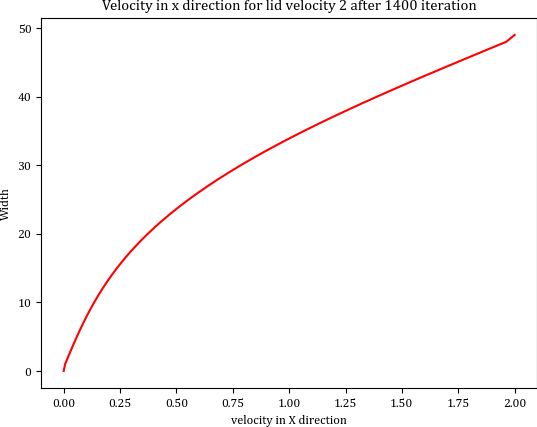 Velocity in x direction for lid velocity 2 after 1400 iteration
50
40
30
20
10
0
Width
0.00 0.25 0.50 0.75 1.00 1.25 1.50 1.75 2.00
velocity in X direction